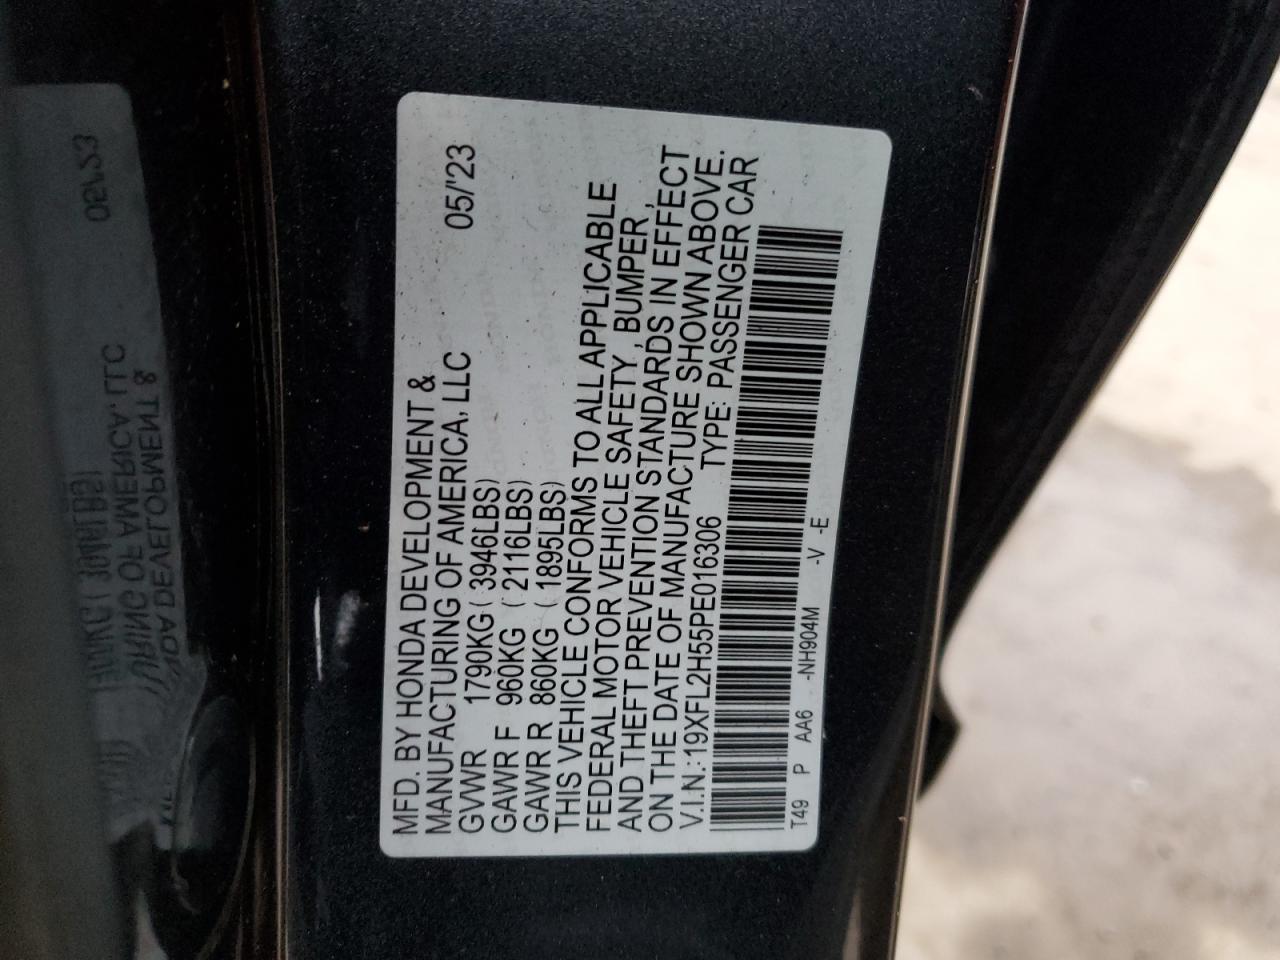 MFD. BY HONDA DEVELOPMENT &
MANUFACTURING OF AMERICA, LLC 05/'23
GVWR 1790KG ( 3946LBS)
GAWR F 960KG ( 2116LBS)
GAWR R 860KG ( 1895LBS)
THIS VEHICLE CONFORMS TO ALL APPLICABLE
FEDERAL MOTOR VEHICLE SAFETY , BUMPER ,
AND THEFT PREVENTION STANDARDS IN EFFECT
ON THE DATE OF MANUFACTURE SHOWN ABOVE.
V.I.N.:19XFL2H55PE016306 TYPE: PASSENGER CAR
T49 P AA6 -NH904M -V -E